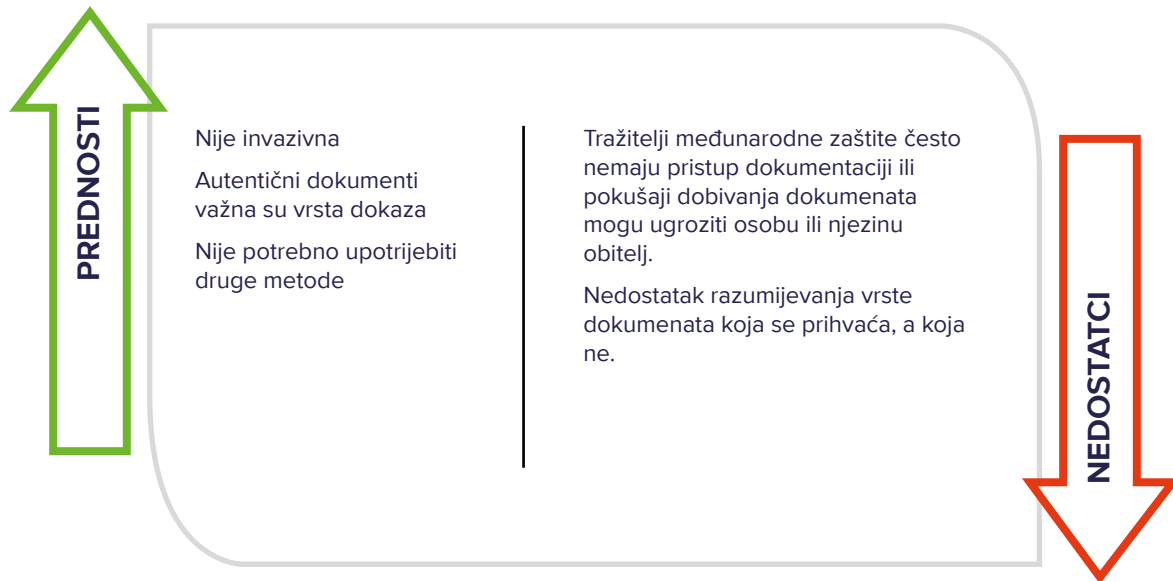 PREDNOSTI
Nije invazivna
Autentični dokumenti
važna su vrsta dokaza
Nije potrebno upotrijebiti
druge metode
Tražitelji međunarodne zaštite često
nemaju pristup dokumentaciji ili
pokušaji dobivanja dokumenata
mogu ugroziti osobu ili njezinu
obitelj.
Nedostatak razumijevanja vrste
dokumenata koja se prihvaća, a koja
ne.
NEDOSTATCI